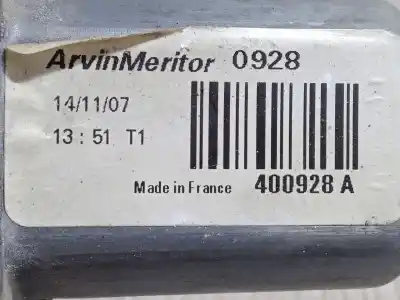 ArvinMeritor 0928
14/11/07
13:51 T1
Made in France 400928 A